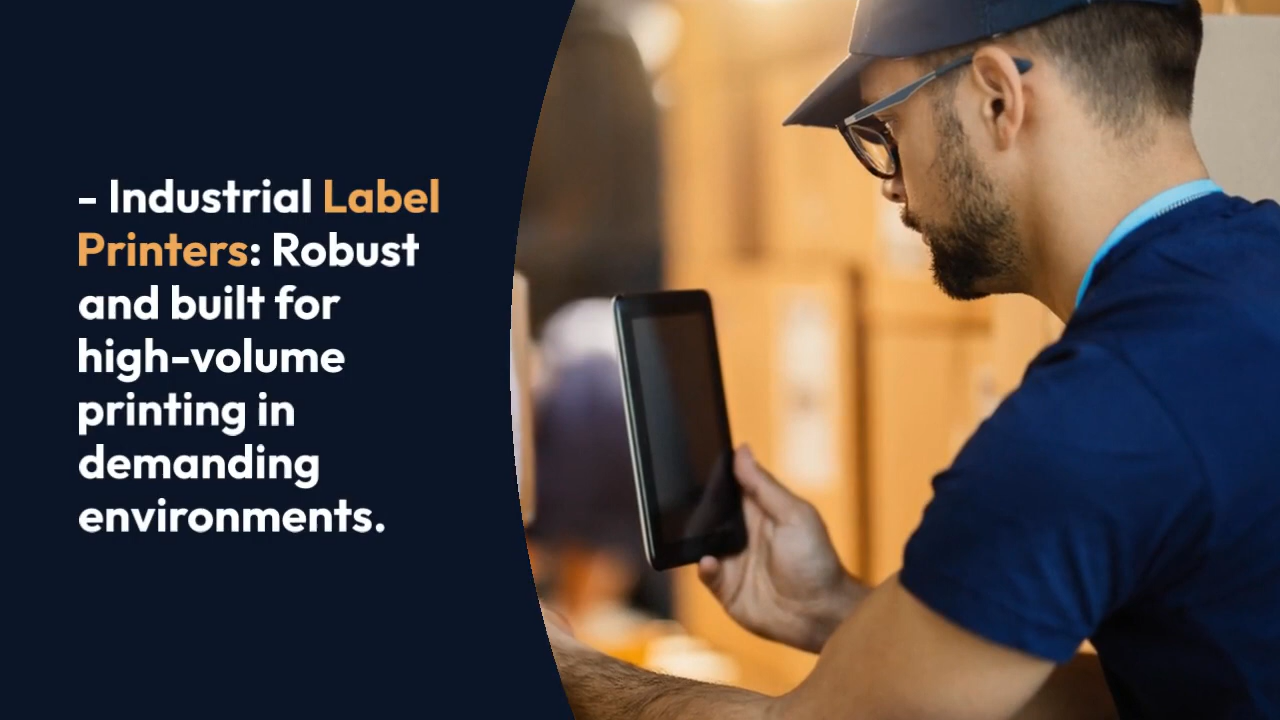 - Industrial Label
Printers: Robust
and built for
high-volume
printing in
demanding
environments.